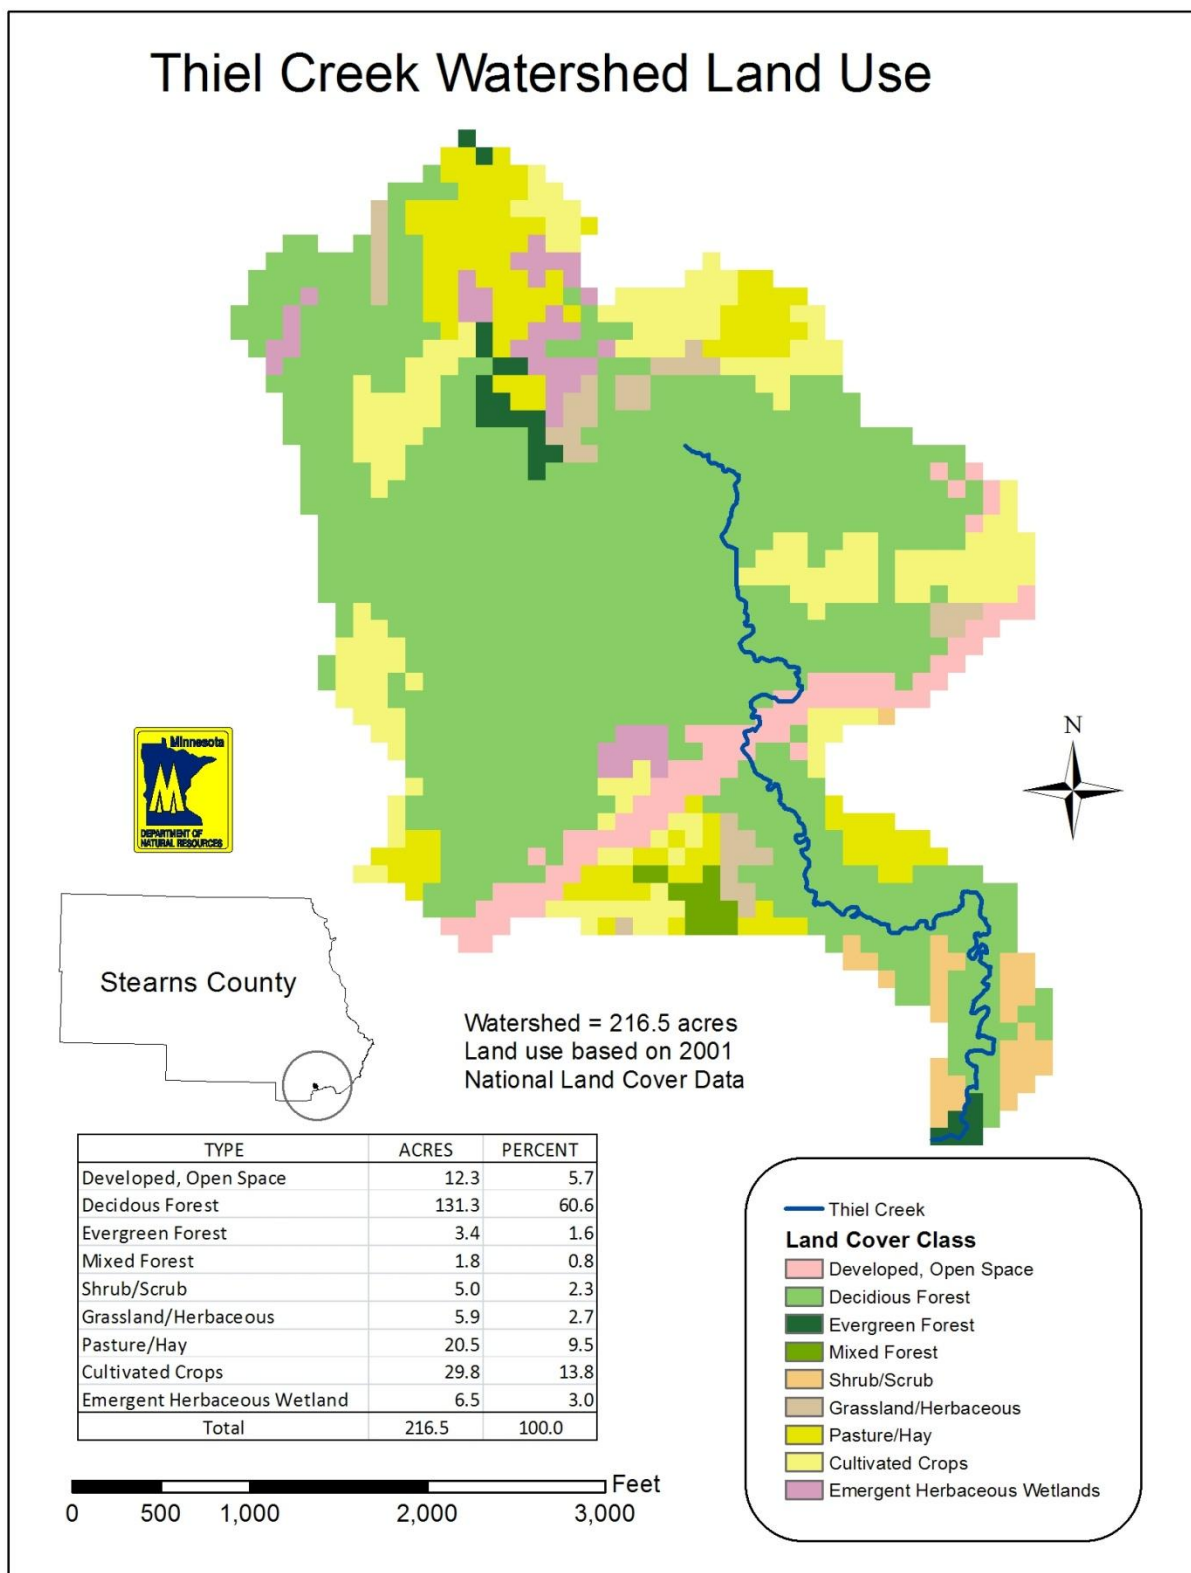 Thiel Creek Watershed Land Use
N
Minnesota
DEPARTMENT OF
NATURAL RESOURCES
Stearns County
Watershed = 216.5 acres
Land use based on 2001
National Land Cover Data
TYPE ACRES PERCENT
Developed, Open Space 12.3 5.7
Decidous Forest 131.3 60.6
Evergreen Forest 3.4 1.6
Mixed Forest 1.8 0.8
Shrub/Scrub 5.0 2.3
Grassland/Herbaceous 5.9 2.7
Pasture/Hay 20.5 9.5
Cultivated Crops 29.8 13.8
Emergent Herbaceous Wetland 6.5 3.0
Total 216.5 100.0
Thiel Creek
Land Cover Class
Developed, Open Space
Decidious Forest
Evergreen Forest
Mixed Forest
Shrub/Scrub
Grassland/Herbaceous
Pasture/Hay
Cultivated Crops
Emergent Herbaceous Wetlands
Feet
0 500 1,000 2,000 3,000